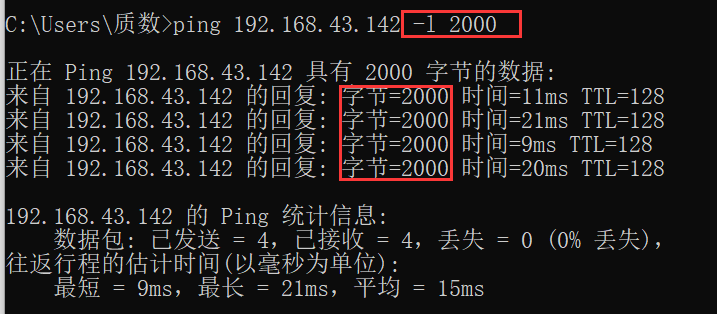 C:\Users\质数>ping 192.168.43.142 -l 2000
正在 Ping 192.168.43.142 具有 2000 字节的数据:
来自 192.168.43.142 的回复: 字节=2000 时间=11ms TTL=128
来自 192.168.43.142 的回复: 字节=2000 时间=21ms TTL=128
来自 192.168.43.142 的回复: 字节=2000 时间=9ms TTL=128
来自 192.168.43.142 的回复: 字节=2000 时间=20ms TTL=128
192.168.43.142 的 Ping 统计信息:
数据包: 已发送 = 4，已接收 = 4，丢失 = 0 (0% 丢失)，
往返行程的估计时间(以毫秒为单位):
最短 = 9ms，最长 = 21ms，平均 = 15ms